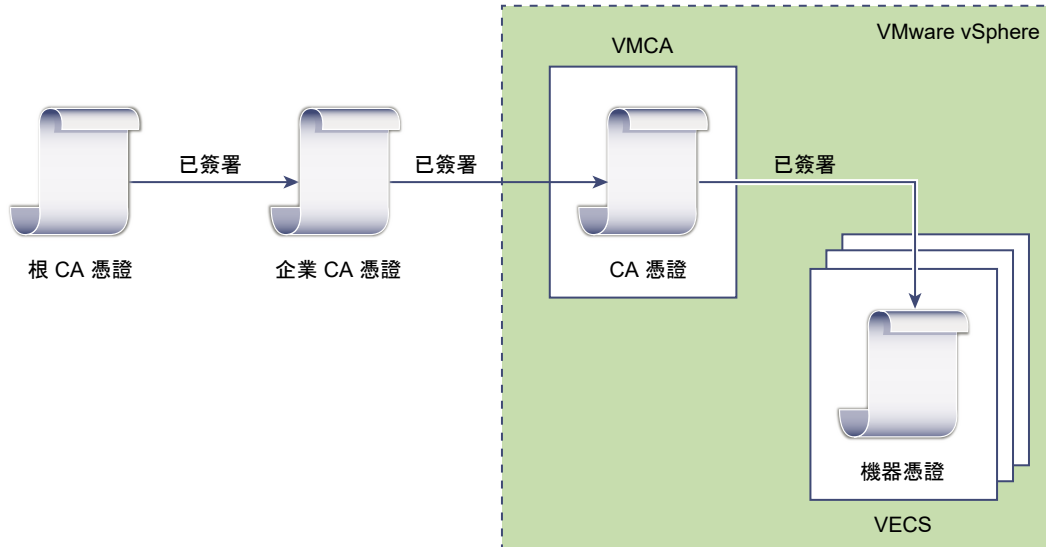 VMware vSphere
VMCA
已簽署
已簽署
已簽署
根 CA 憑證
企業 CA 憑證
CA 憑證
機器憑證
VECS